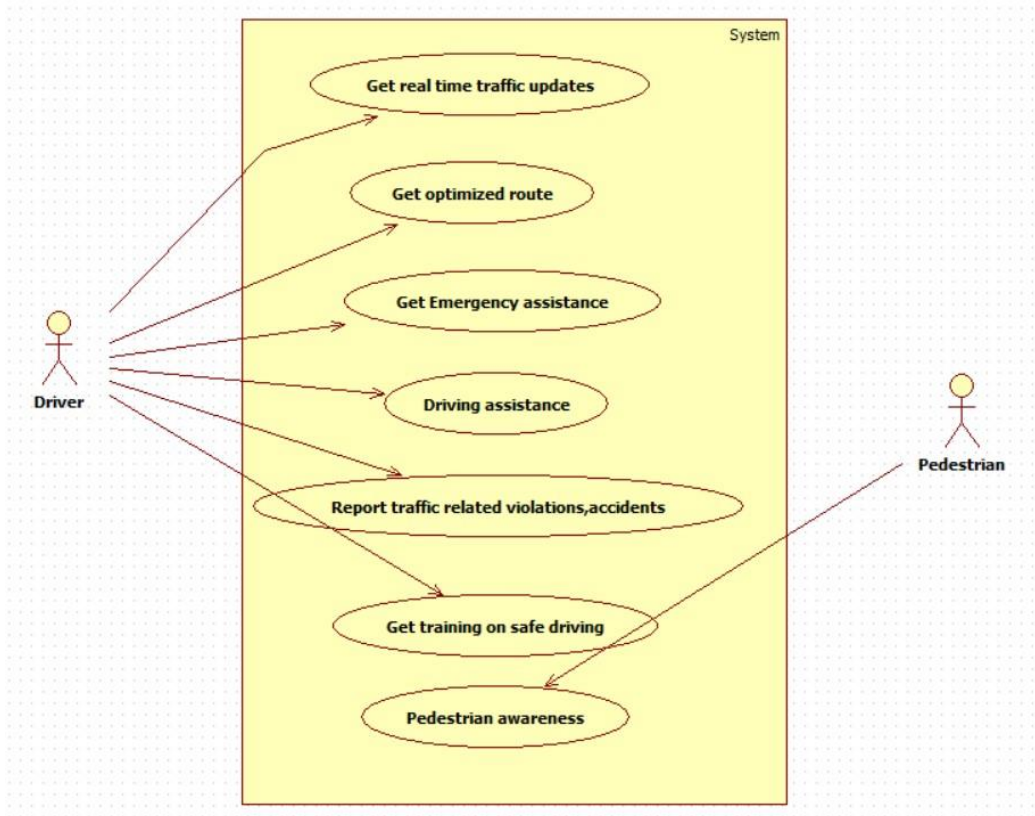 System
Get real time traffic updates
Get optimized route
Get Emergency assistance
Driver
Driving assistance
Pedestrian
Report traffic related violations,accidents
Get training on safe driving
Pedestrian awareness